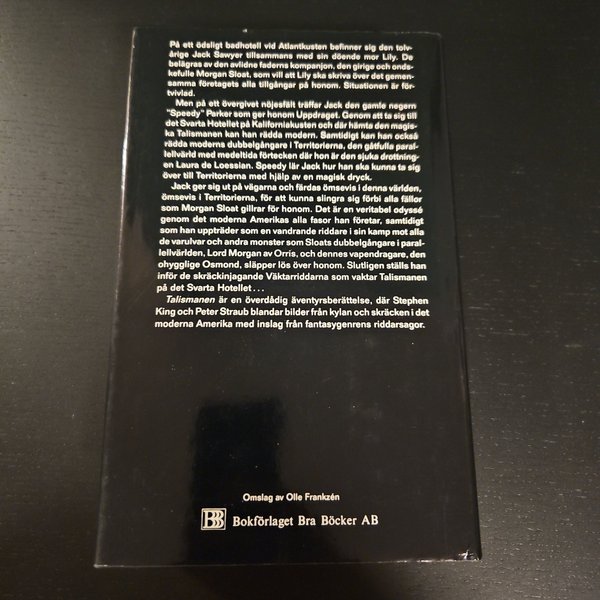 På ett ödsligt badhotell vid Atlantkusten befinner sig den tolv-
årige Jack Sawyer tillsammans med sin döende mor Lily. De
belägras av den avlidne faderns kompanjon, den girige och onds-
kefulle Morgan Sloat, som vill att Lily ska skriva över det gemen-
samma företagets alla tillgångar på honom. Situationen är för-
tvivlad.
Men på ett övergivet nöjesfält träffar Jack den gamle negern
"Speedy" Parker som ger honom Uppdraget. Genom att ta sig till
det Svarta Hotellet på Kaliforniakusten och där hämta den magis-
ka Talismanen kan han rädda modern. Samtidigt kan han också
rädda moderns dubbelgångare i Territorierna, den gåtfulla paral-
lellvärld med medeltida förtecken där hon är den sjuka drottning-
en Laura de Loessian. Speedy lär Jack hur han ska kunna ta sig
över till Territorierna med hjälp av en magisk dryck.
Jack ger sig ut på vägarna och färdas ömsevis i denna världen,
ömsevis i Territorierna, för att kunna slingra sig förbi alla fällor
som Morgan Sloat gillrar för honom. Det är en veritabel odyssé
genom det moderna Amerikas alla fasor han företar, samtidigt
som han uppträder som en vandrande riddare i sin kamp mot alla
de varulvar och andra monster som Sloats dubbelgångare i paral-
lellvärlden, Lord Morgan av Orris, och dennes vapendragare, den
ohygglige Osmond, släpper lös över honom. Slutligen ställs han
inför de skräckinjagande Väktarriddarna som vaktar Talismanen
på det Svarta Hotellet...
Talismanen är en överdådig äventyrsberättelse, där Stephen
King och Peter Straub blandar bilder från kylan och skräcken i det
moderna Amerika med inslag från fantasygenrens riddarsagor.
Omslag av Olle Frankzén
BBB Bokförlaget Bra Böcker AB